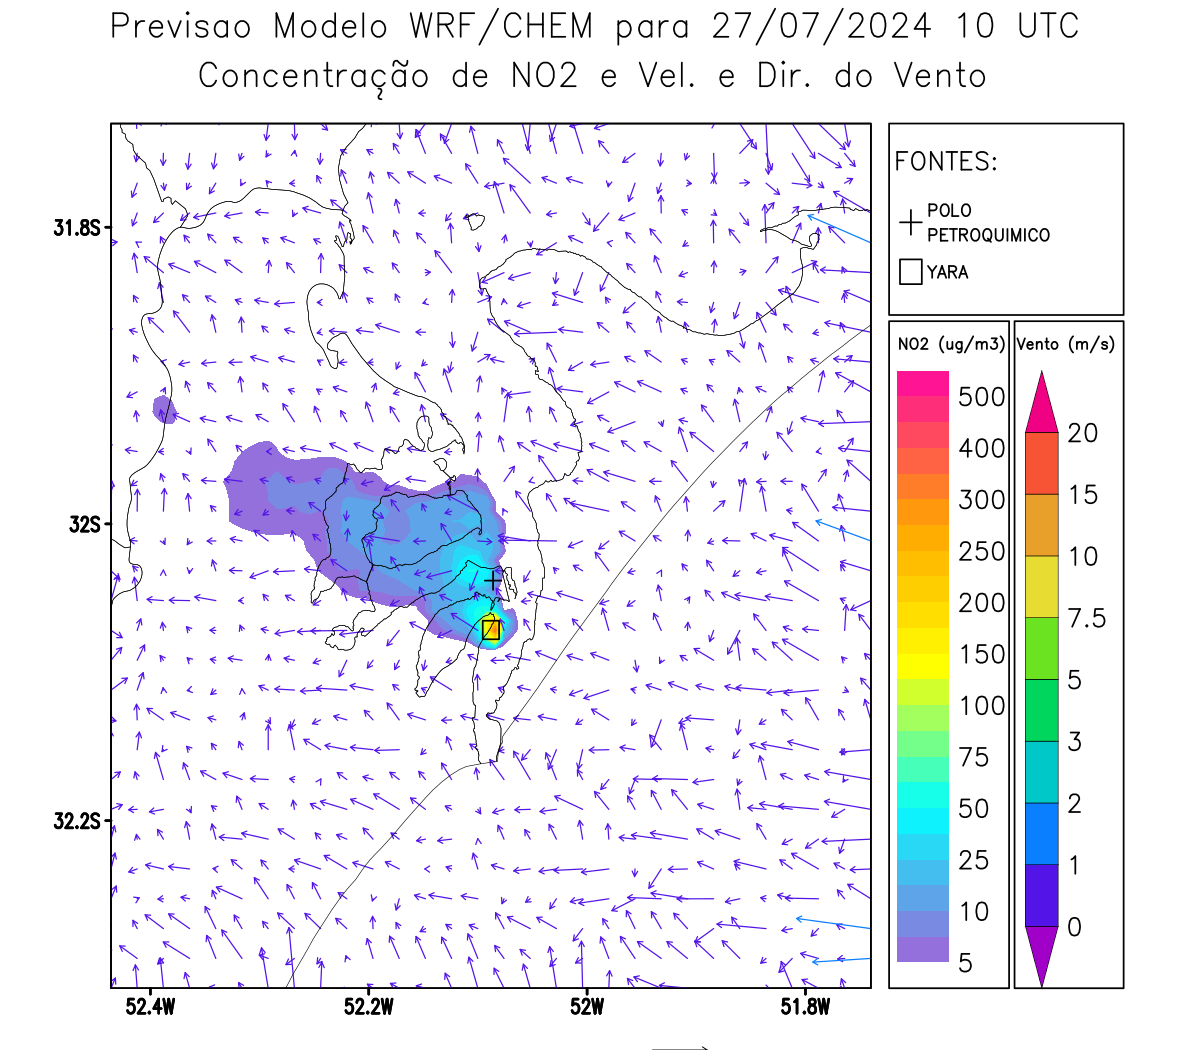 Previsao Modelo WRF/CHEM para 27/07/2024 10 UTC
Concentração de NO2 e Vel. e Dir. do Vento
FONTES:
POLO
PETROQUIMICO
YARA
NO2 (ug/m3)
500
400
300
250
200
150
100
75
50
25
10
5
Vento (m/s)
20
15
10
7.5
5
3
2
1
0
31.8S
32S
32.2S
52.4W
52.2W
52W
51.8W